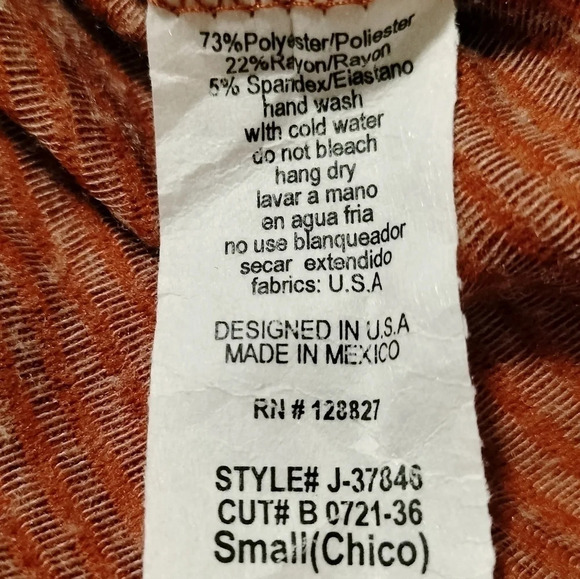 73%Polyester/Poliester
22%Rayon/Rayon
5% Spandex/Elastano
hand wash
with cold water
do not bleach
hang dry
lavar a mano
en agua fria
no use blanqueador
secar extendido
fabrics: U.S.A
DESIGNED IN U.S.A
MADE IN MEXICO
RN # 128827
STYLE# J-37846
CUT# B 0721-36
Small(Chico)